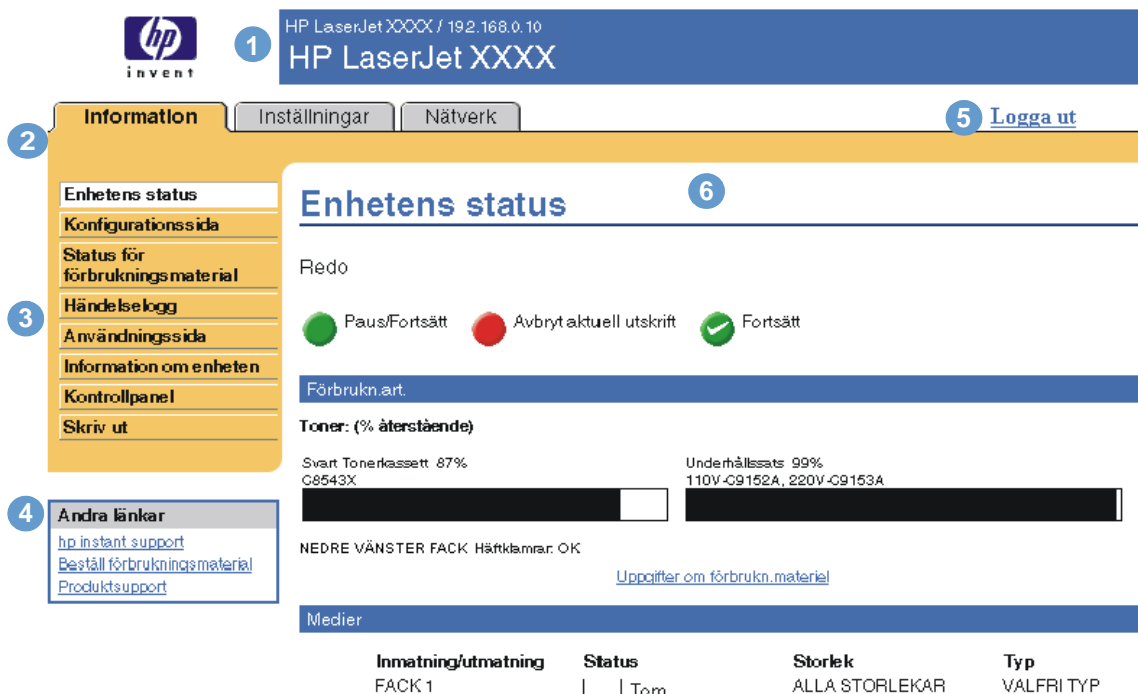 hp
invent
1
HP LaserJet XXXX / 192.168.0.10
HP LaserJet XXXX
Information
Inställningar
Nätverk
5
Logga ut
2
Enhetens status
Konfigurationssida
Status för
förbrukningsmaterial
3
Händelselogg
Användningssida
Information om enheten
Kontrollpanel
Skriv ut
4
Andra länkar
hp instant support
Beställ förbrukningsmaterial
Produktsupport
Enhetens status
6
Redo
Paus/Fortsätt
Avbryt aktuell utskrift
Fortsätt
Förbrukn.art.
Toner: (% återstående)
Svart Tonerkassett 87%
C8543X
Underhållssats 99%
110V-C9152A, 220V-C9153A
NEDRE VÄNSTER FACK Häftklamrar: OK
Uppgifter om förbrukn.materiel
Medier
Inmatning/utmatning Status Storlek Typ
FACK 1 Tom ALLA STORLEKAR VALFRI TYP